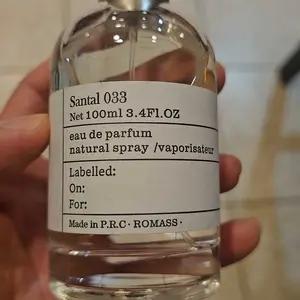 Santal 033
Net 100ml 3.4Fl.OZ
eau de parfum
natural spray /vaporisateur
Labelled:
On:
For:
Made in P.R.C · ROMASS ·